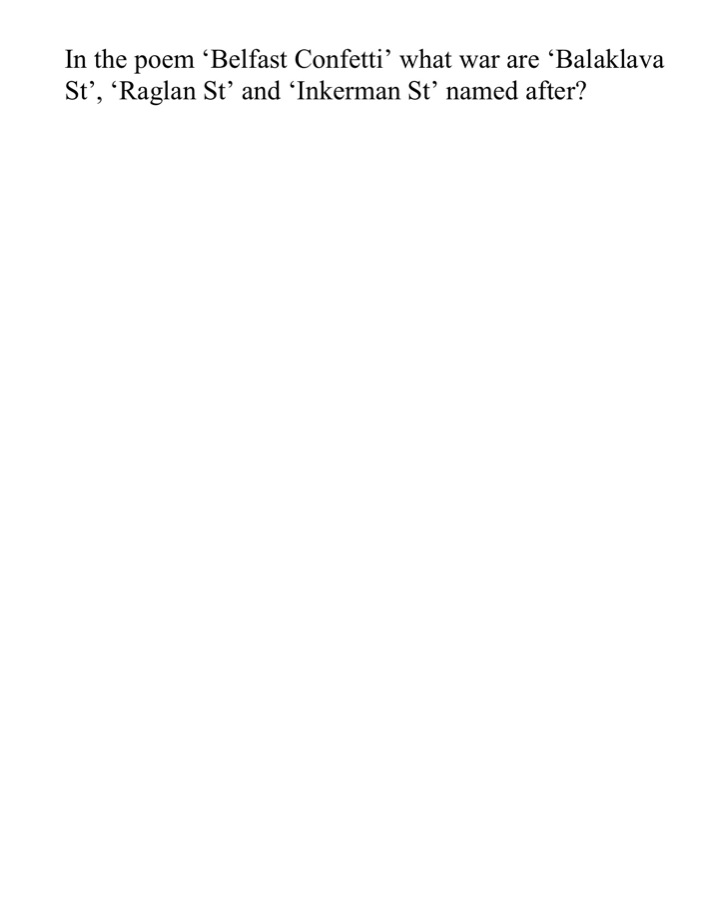 In the poem ‘Belfast Confetti’ what war are ‘Balaklava
St’, ‘Raglan St’ and ‘Inkerman St’ named after?